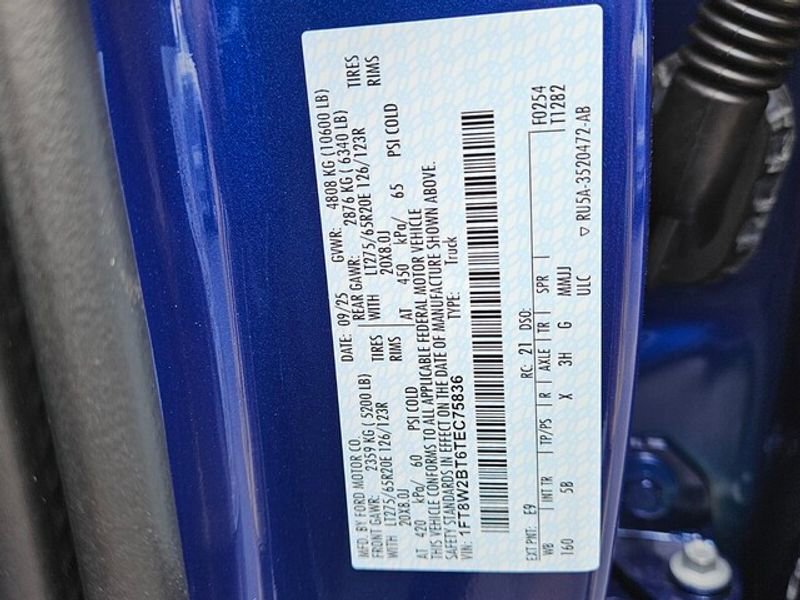 MFD. BY FORD MOTOR CO.
DATE: 09/25 GVWR: 4808 KG (10600 LB)
FRONT GAWR: 2359 KG ( 5200 LB) REAR GAWR: 2876 KG ( 6340 LB)
LT275/65R20E 126/123R TIRES WITH LT275/65R20E 126/123R TIRES
20X8.0J RIMS 20X8.0J RIMS
AT 420 kPa/ 60 PSI COLD AT 450 kPa/ 65 PSI COLD
THIS VEHICLE CONFORMS TO ALL APPLICABLE FEDERAL MOTOR VEHICLE
SAFETY STANDARDS IN EFFECT ON THE DATE OF MANUFACTURE SHOWN ABOVE.
VIN: 1FT8W2BT6TEC75836 TYPE: Truck
F0254
T1282
EXT PNT: E9 RC: 21 DSO:
WB INT TR TP/PS R AXLE TR SPR
160 5B X 3H G MMJJ
ULC
▽ RU5A-3520472-AB